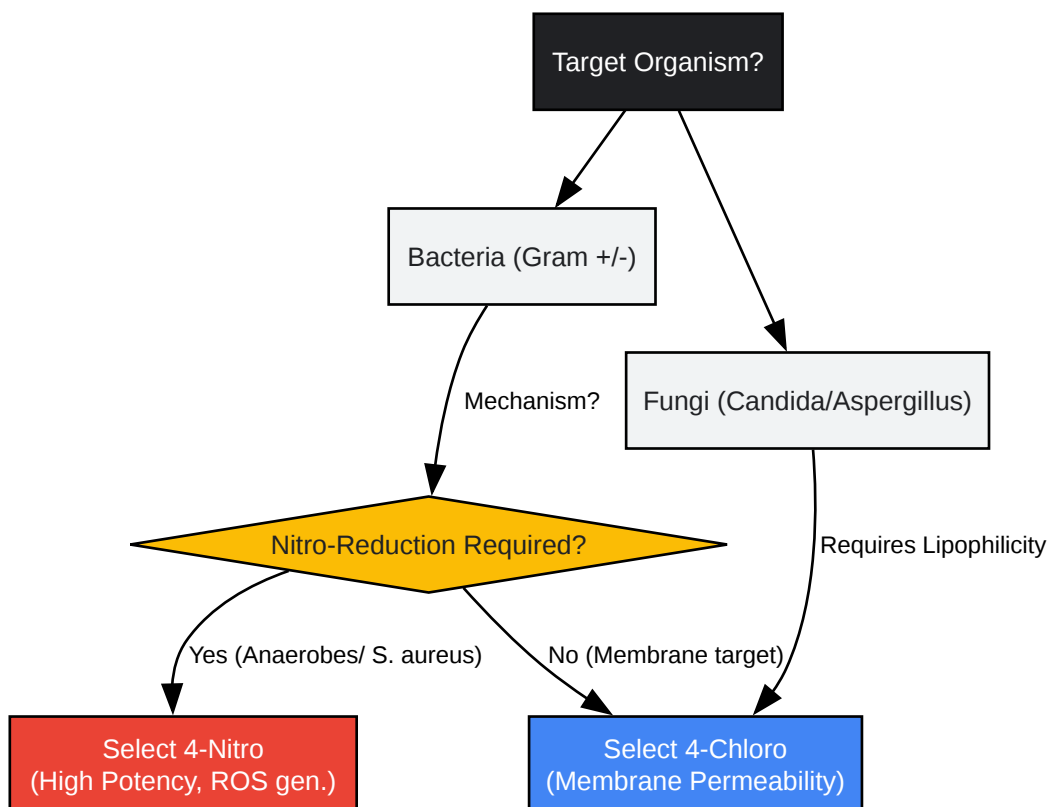 Target Organism?
Bacteria (Gram +/-)
Fungi (Candida/Aspergillus)
Mechanism?
Nitro-Reduction Required?
Requires Lipophilicity
Yes (Anaerobes/ S. aureus)
No (Membrane target)
Select 4-Nitro
(High Potency, ROS gen.)
Select 4-Chloro
(Membrane Permeability)